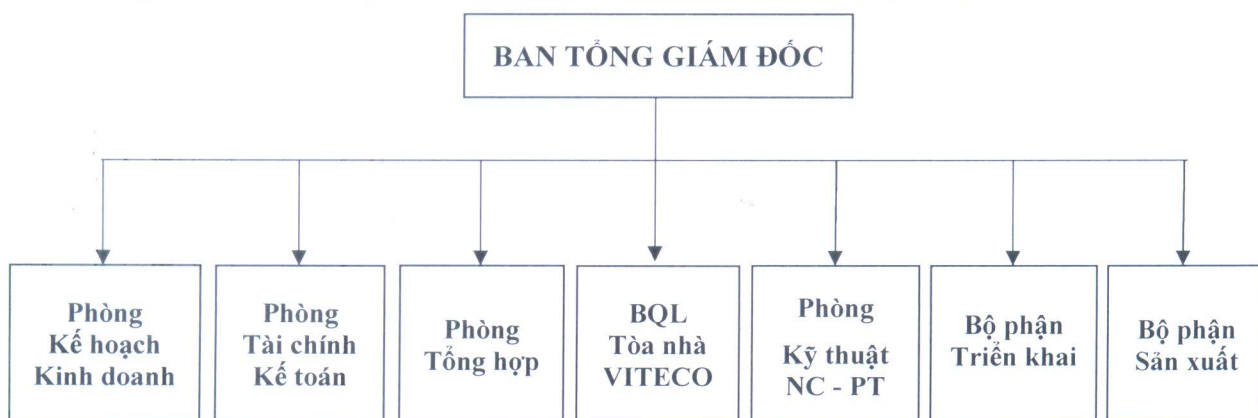 BAN TỔNG GIÁM ĐỐC
Phòng
Kế hoạch
Kinh doanh
Phòng
Tài chính
Kế toán
Phòng
Tổng hợp
BQL
Tòa nhà
VITECO
Phòng
Kỹ thuật
NC - PT
Bộ phận
Triển khai
Bộ phận
Sản xuất